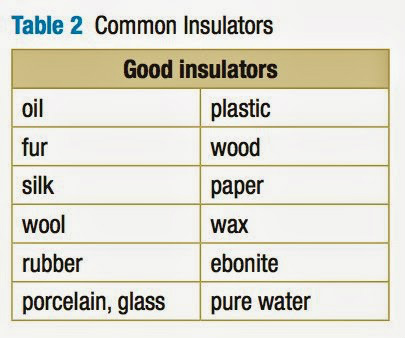 Table 2 Common Insulators
Good insulators
oil plastic
fur wood
silk paper
wool wax
rubber ebonite
porcelain, glass pure water